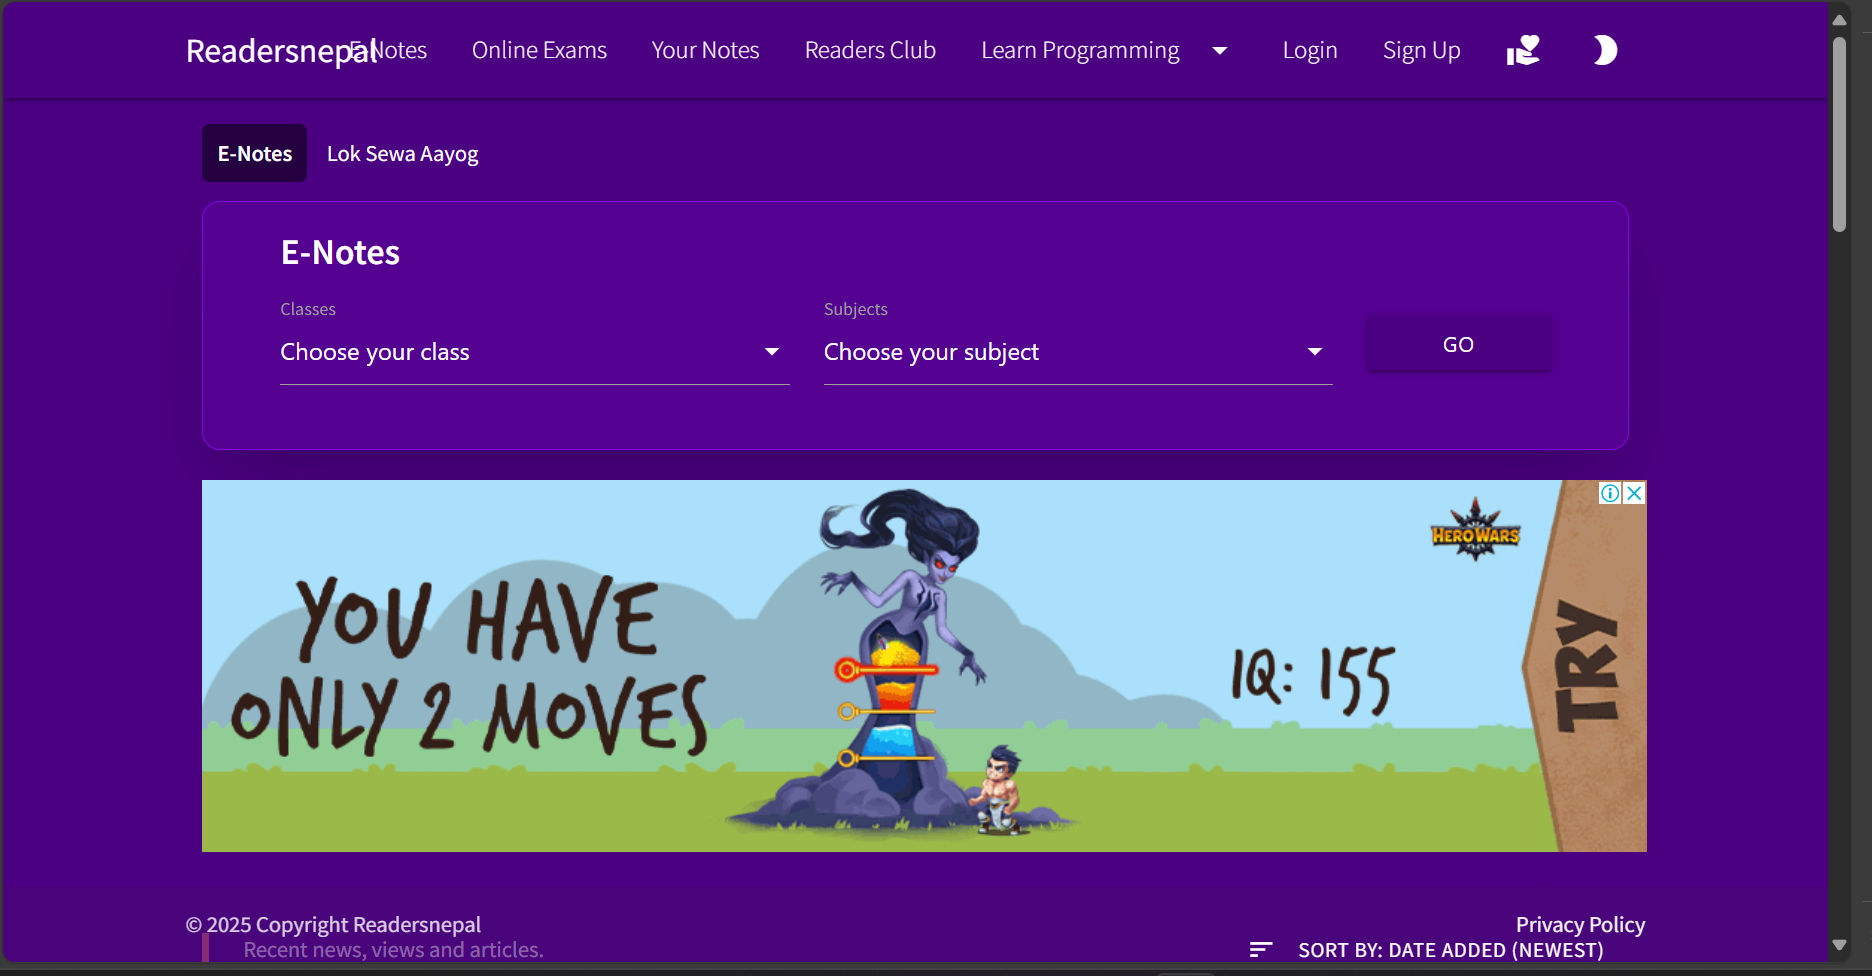 Readersnepal E-Notes Online Exams Your Notes Readers Club Learn Programming Login Sign Up
E-Notes Lok Sewa Aayog
E-Notes
Classes Subjects
Choose your class Choose your subject GO
HERO WARS
YOU HAVE
ONLY 2 MOVES
IQ: 155
TRY
© 2025 Copyright Readersnepal Privacy Policy
Recent news, views and articles. SORT BY: DATE ADDED (NEWEST)